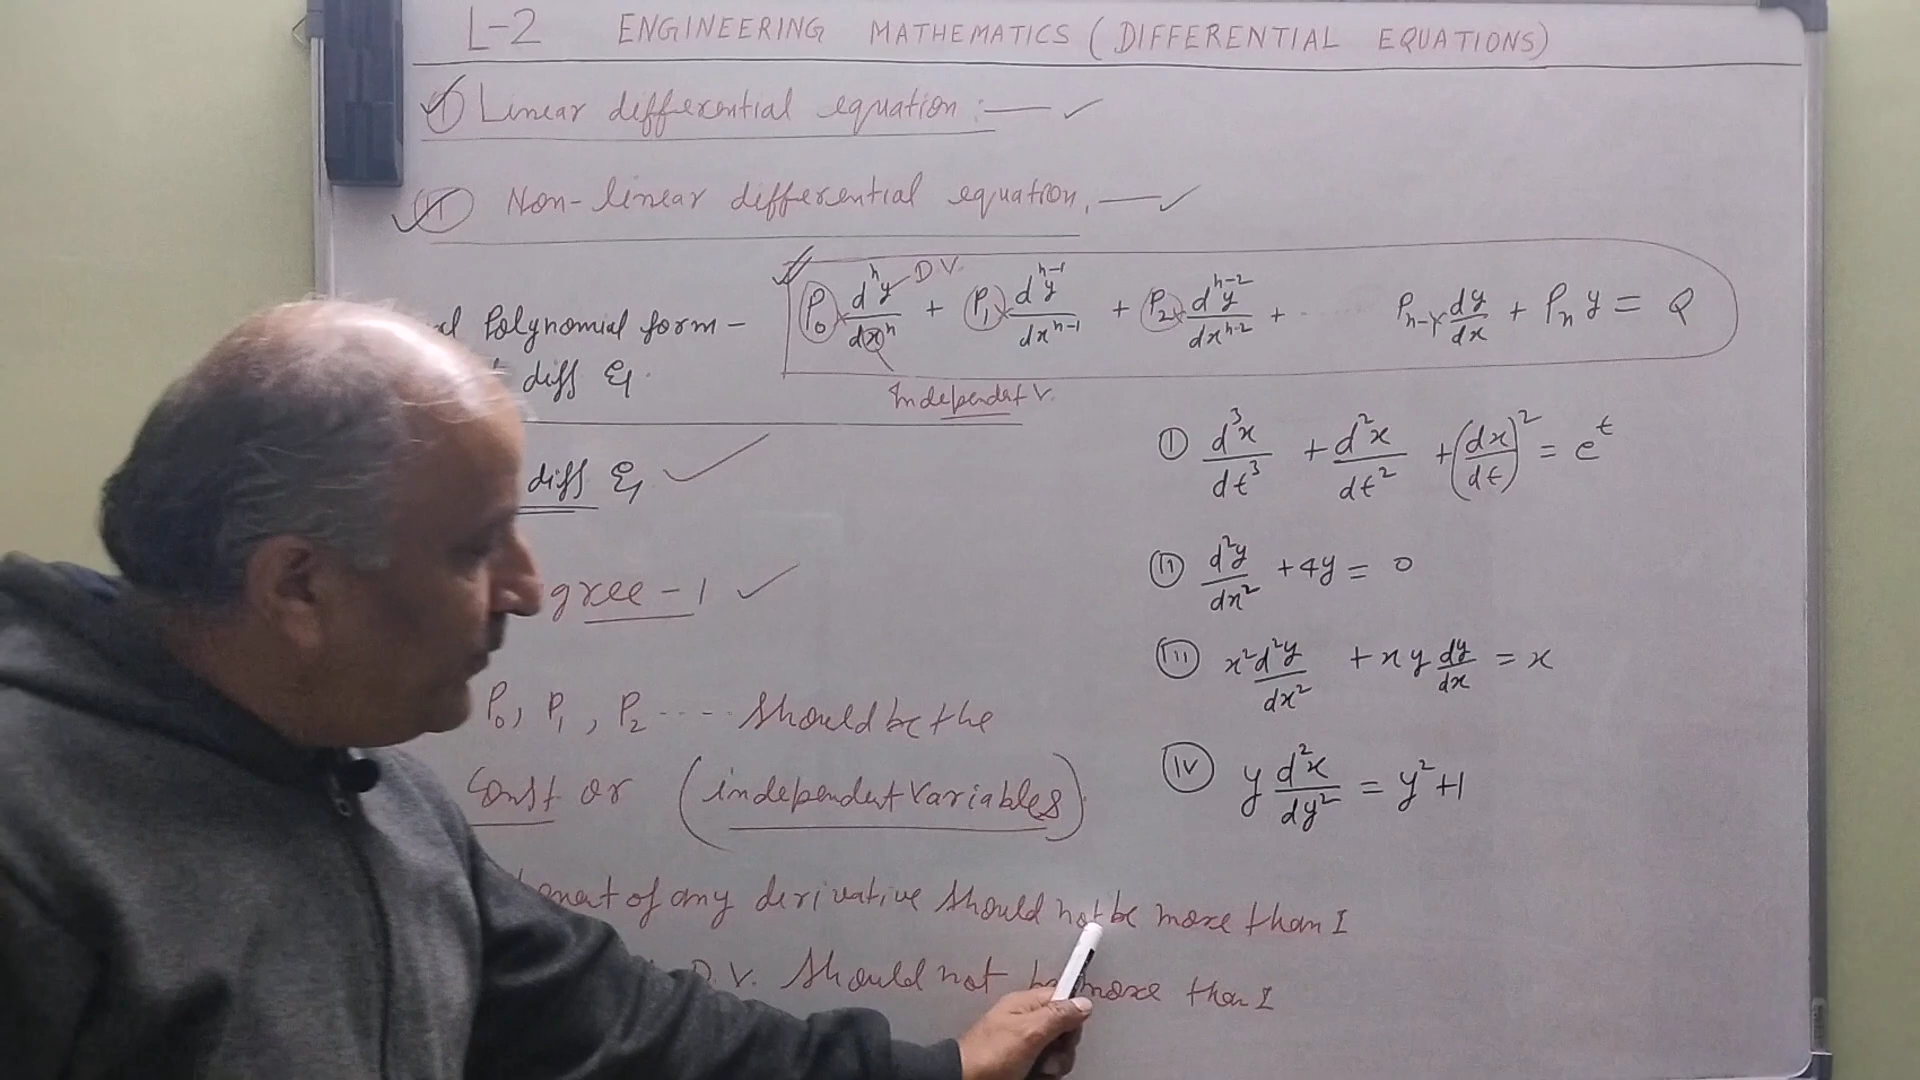 L-2 ENGINEERING MATHEMATICS (DIFFERENTIAL EQUATIONS)
(I) Linear differential equation :—
(II) Non-linear differential equation, —
Polynomial form - P₀ dⁿy/dxⁿ + P₁ dⁿ⁻¹y/dxⁿ⁻¹ + P₂ dⁿ⁻²y/dxⁿ⁻² + ..... Pₙ₋₁ dy/dx + Pₙ y = Q
D.V.
diff Eq.
Independent V.
(I) d³x/dt³ + d²x/dt² + (dx/dt)² = eᵗ
diff Eq
(II) d²y/dx² + 4y = 0
gree - 1
(III) x² d²y/dx² + xy dy/dx = x
P₀, P₁, P₂ ---- should be the
(IV) y d²x/dy² = y² + 1
Const or (independent variables)
of any derivative should not be more than 1
D.V. should not be more than 1